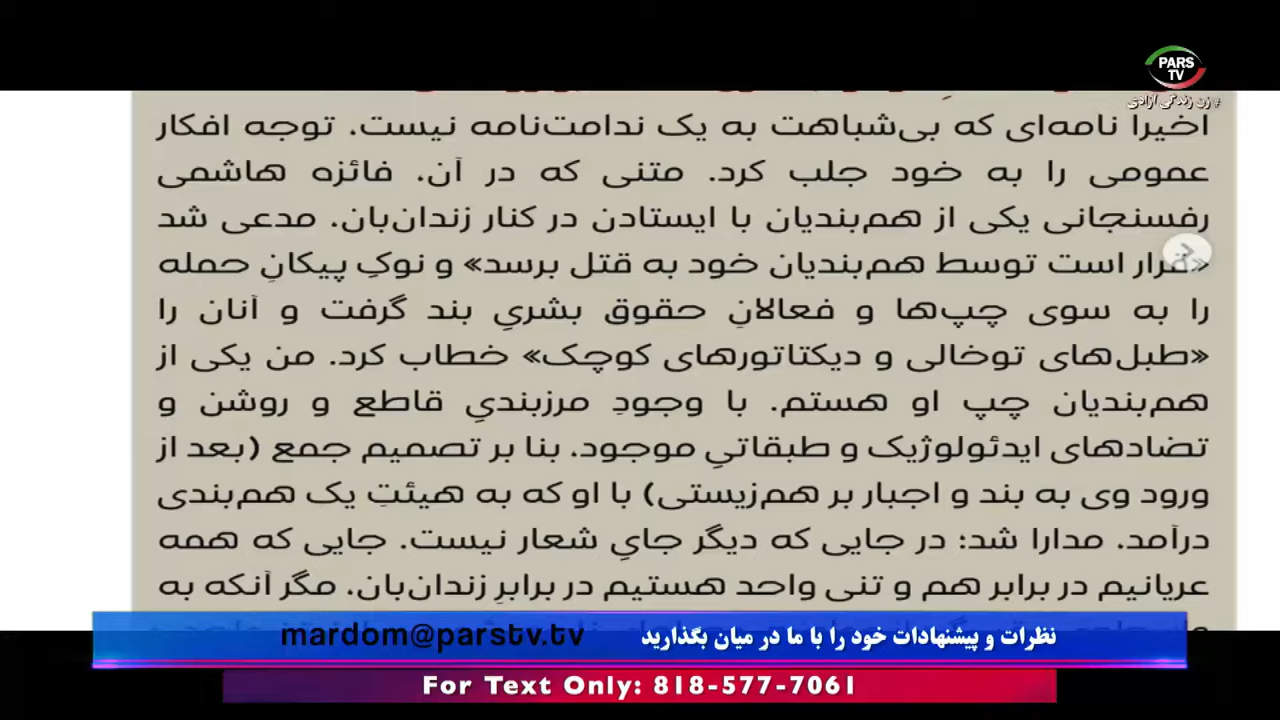 PARS
TV
# زن زندگی آزادی
اخیرا نامه‌ای که بی‌شباهت به یک ندامت‌نامه نیست، توجه افکار
عمومی را به خود جلب کرد. متنی که در آن، فائزه هاشمی
رفسنجانی یکی از هم‌بندیان با ایستادن در کنار زندان‌بان، مدعی شد
«قرار است توسط هم‌بندیان خود به قتل برسد» و نوکِ پیکانِ حمله
را به سوی چپ‌ها و فعالانِ حقوق بشریِ بند گرفت و آنان را
«طبل‌های توخالی و دیکتاتورهای کوچک» خطاب کرد. من یکی از
هم‌بندیان چپ او هستم. با وجودِ مرزبندیِ قاطع و روشن و
تضادهای ایدئولوژیک و طبقاتیِ موجود، بنا بر تصمیم جمع (بعد از
ورود وی به بند و اجبار بر هم‌زیستی) با او که به هیئتِ یک هم‌بندی
درآمد، مدارا شد؛ در جایی که دیگر جایِ شعار نیست. جایی که همه
عریانیم در برابر هم و تنی واحد هستیم در برابرِ زندان‌بان، مگر آنکه به
نظرات و پیشنهادات خود را با ما در میان بگذارید mardom@parstv.tv
For Text Only: 818-577-7061